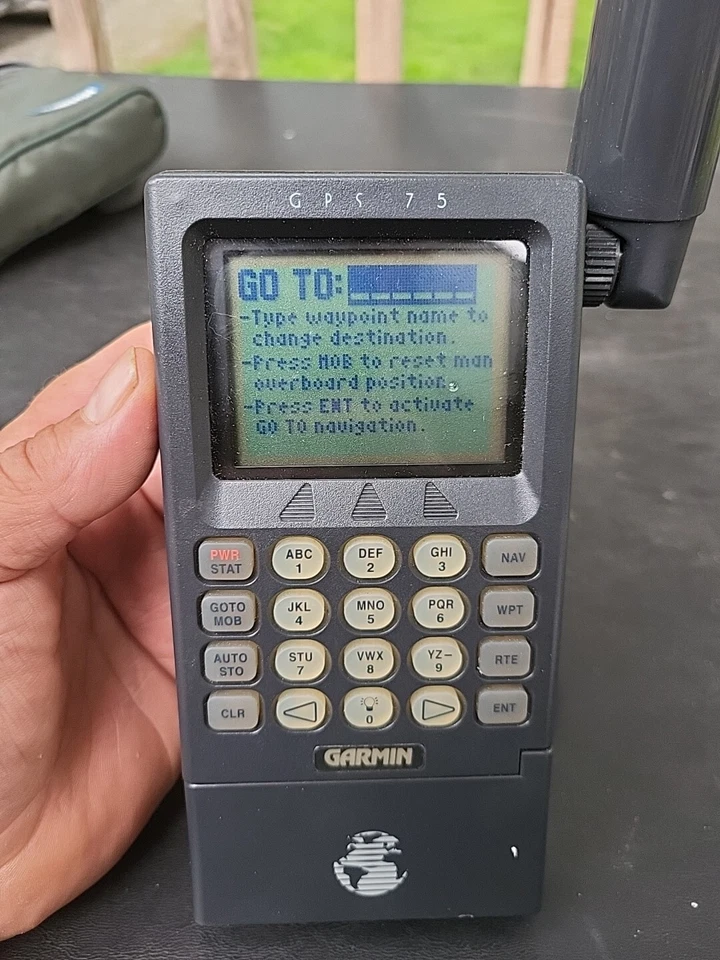 GPS 75
GO TO:
-Type waypoint name to
change destination.
-Press MOB to reset man
overboard position.
-Press ENT to activate
GO TO navigation.
PWR
STAT
ABC
1
DEF
2
GHI
3
NAV
GOTO
MOB
JKL
4
MNO
5
PQR
6
WPT
AUTO
STO
STU
7
VWX
8
YZ–
9
RTE
CLR
0
ENT
GARMIN